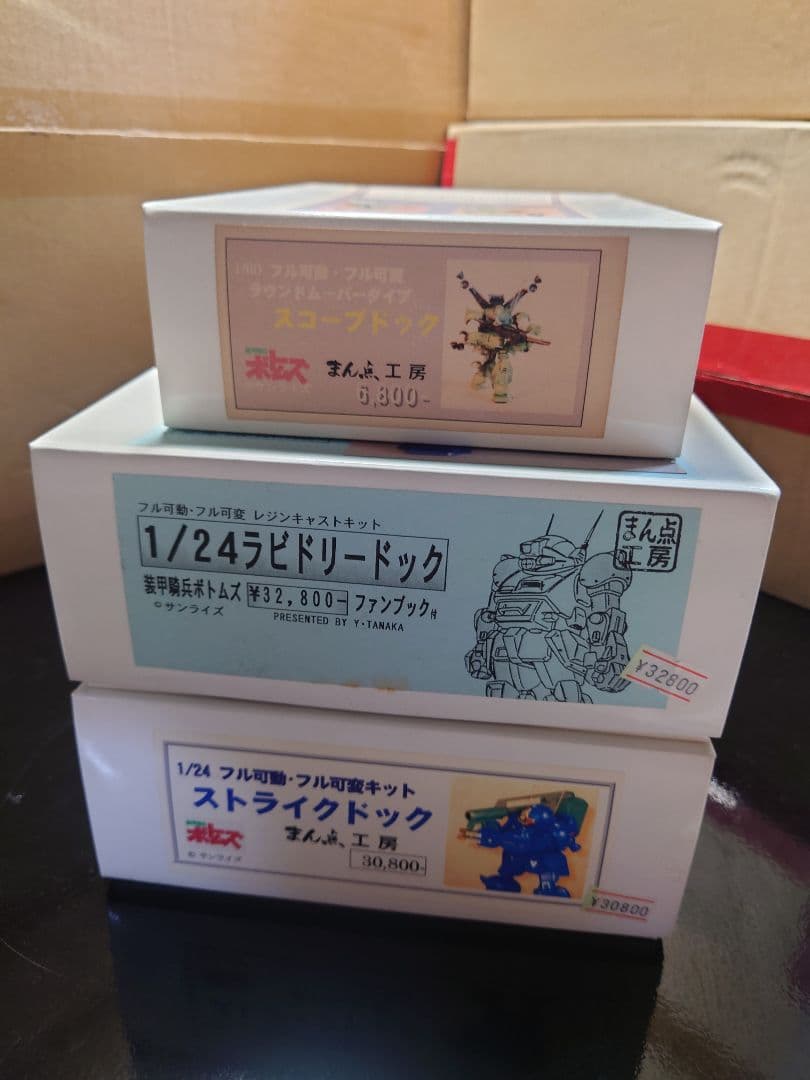 フル可動・フル可変
ラウンドムーバータイプ
スコープドック
ボトムズ
まん点工房
6,800-
フル可動・フル可変 レジンキャストキット
1/24ラビドリードック
装甲騎兵ボトムズ ¥32,800- ファンブック付
©サンライズ
PRESENTED BY Y・TANAKA
まん点
工房
¥32800
1/24 フル可動・フル可変キット
ストライクドック
ボトムズ
まん点工房
© サンライズ
30,800-
¥30800